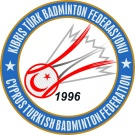 KIBRIS TÜRK BADMİNTON FEDERASYONU
1996
CYPRUS TURKISH BADMINTON FEDERATION